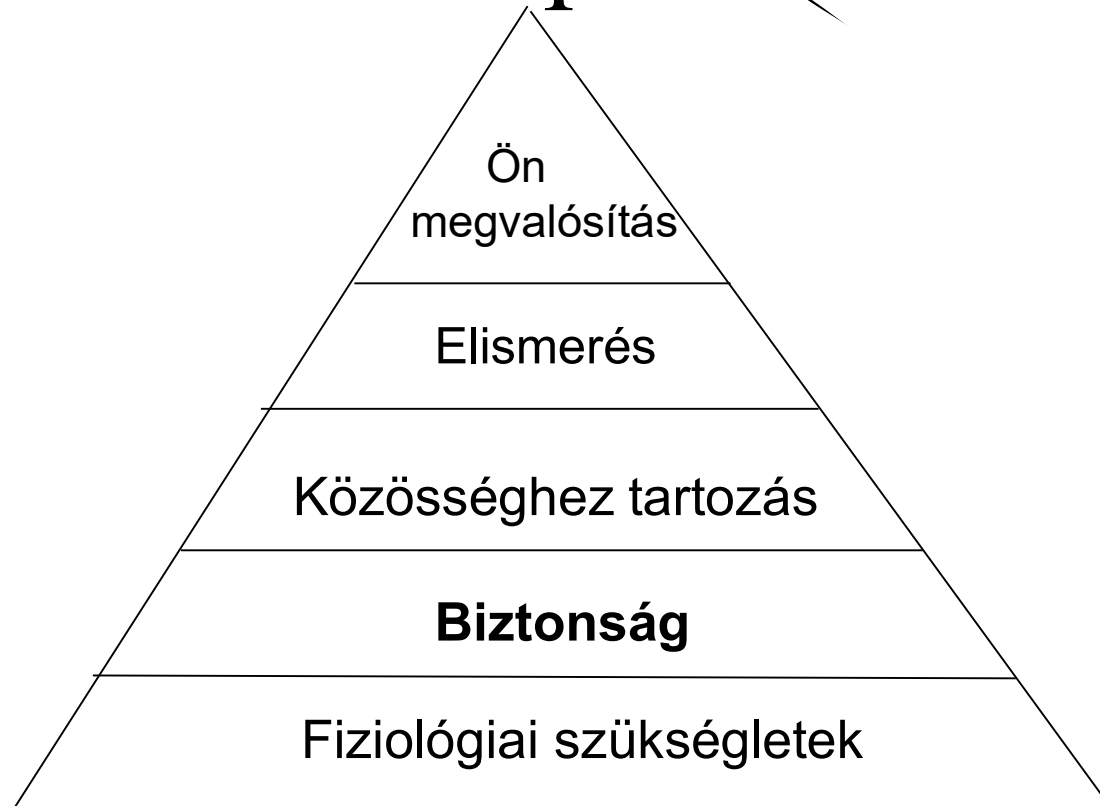 Ön
megvalósítás
Elismerés
Közösséghez tartozás
Biztonság
Fiziológiai szükségletek